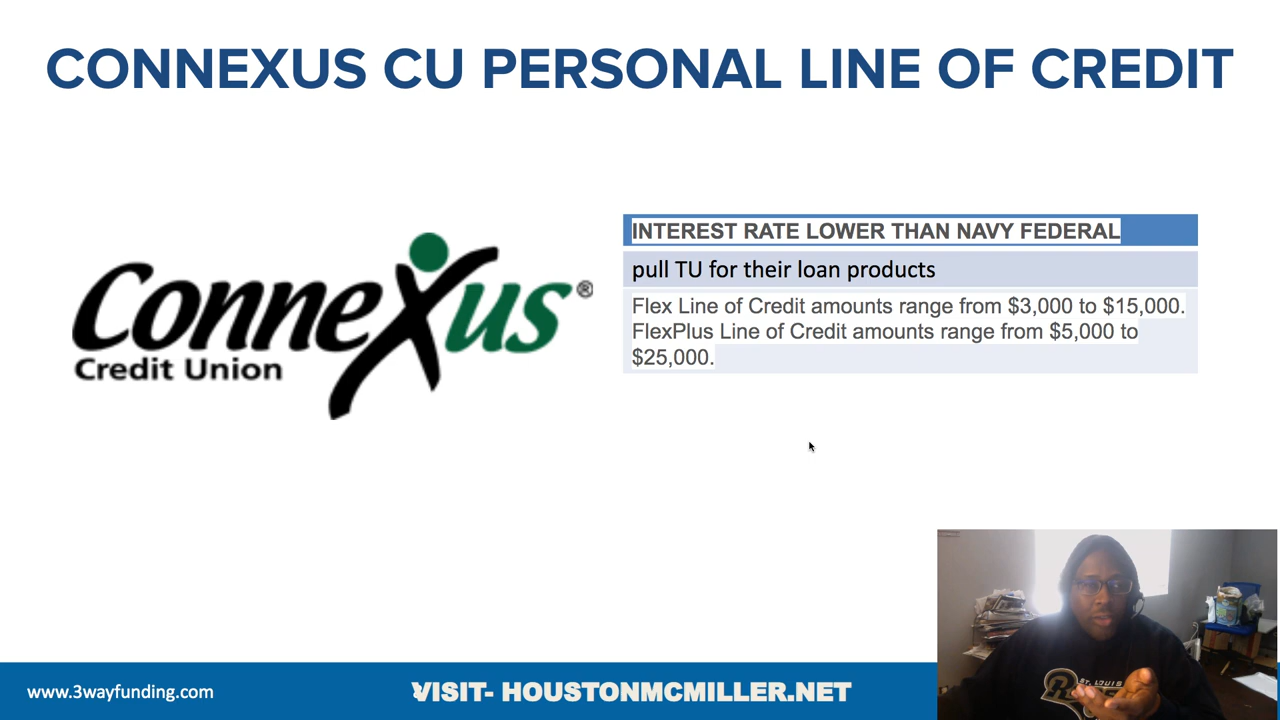 CONNEXUS CU PERSONAL LINE OF CREDIT
Connexus®
Credit Union
INTEREST RATE LOWER THAN NAVY FEDERAL
pull TU for their loan products
Flex Line of Credit amounts range from $3,000 to $15,000.
FlexPlus Line of Credit amounts range from $5,000 to
$25,000.
ST. LOUIS
www.3wayfunding.com
VISIT- HOUSTONMCMILLER.NET